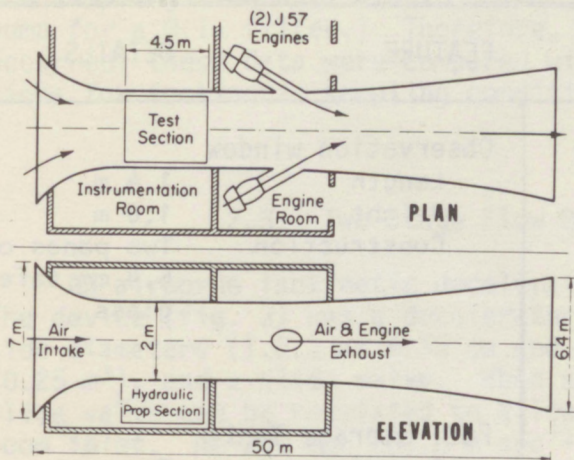 (2) J 57
Engines
4.5 m
Test
Section
Instrumentation
Room
Engine
Room
PLAN
7 m
Air
Intake
2 m
Air & Engine
Exhaust
6.4 m
Hydraulic
Prop Section
ELEVATION
50 m